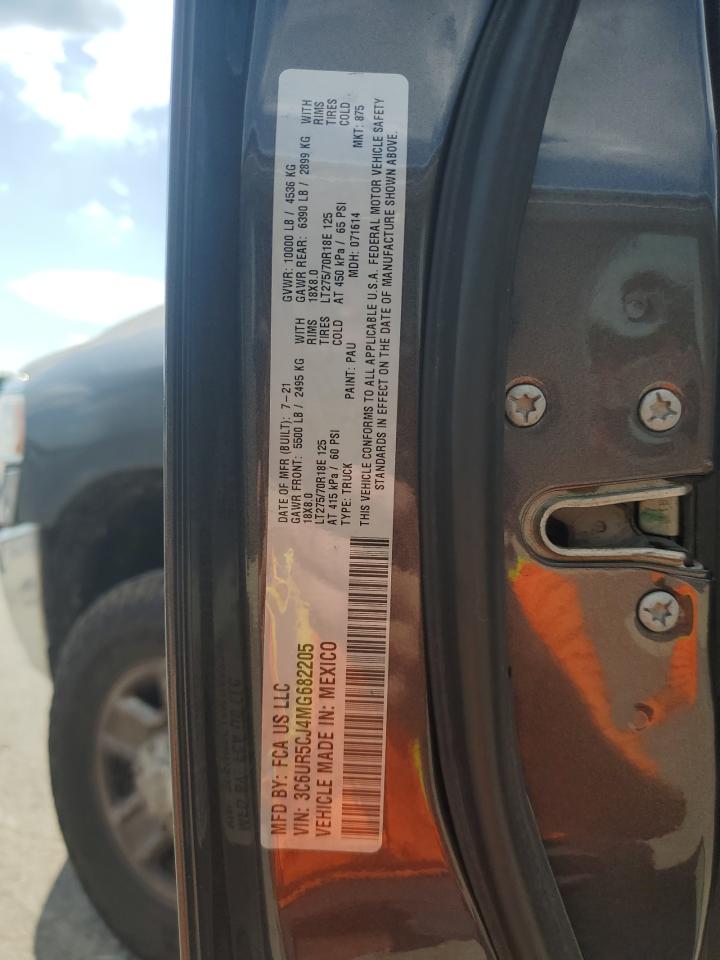 MFD BY: FCA US LLC
VIN: 3C6UR5CJ4MG682205
VEHICLE MADE IN: MEXICO
DATE OF MFR (BUILT): 7-21 GVWR: 10000 LB / 4536 KG
GAWR FRONT: 5500 LB / 2495 KG WITH GAWR REAR: 6390 LB / 2899 KG WITH
18X8.0 RIMS 18X8.0 RIMS
LT275/70R18E 125 TIRES LT275/70R18E 125 TIRES
AT 415 kPa / 60 PSI COLD AT 450 kPa / 65 PSI COLD
TYPE: TRUCK PAINT: PAU MDH: 071614 MKT: 875
THIS VEHICLE CONFORMS TO ALL APPLICABLE U.S.A. FEDERAL MOTOR VEHICLE SAFETY
STANDARDS IN EFFECT ON THE DATE OF MANUFACTURE SHOWN ABOVE.